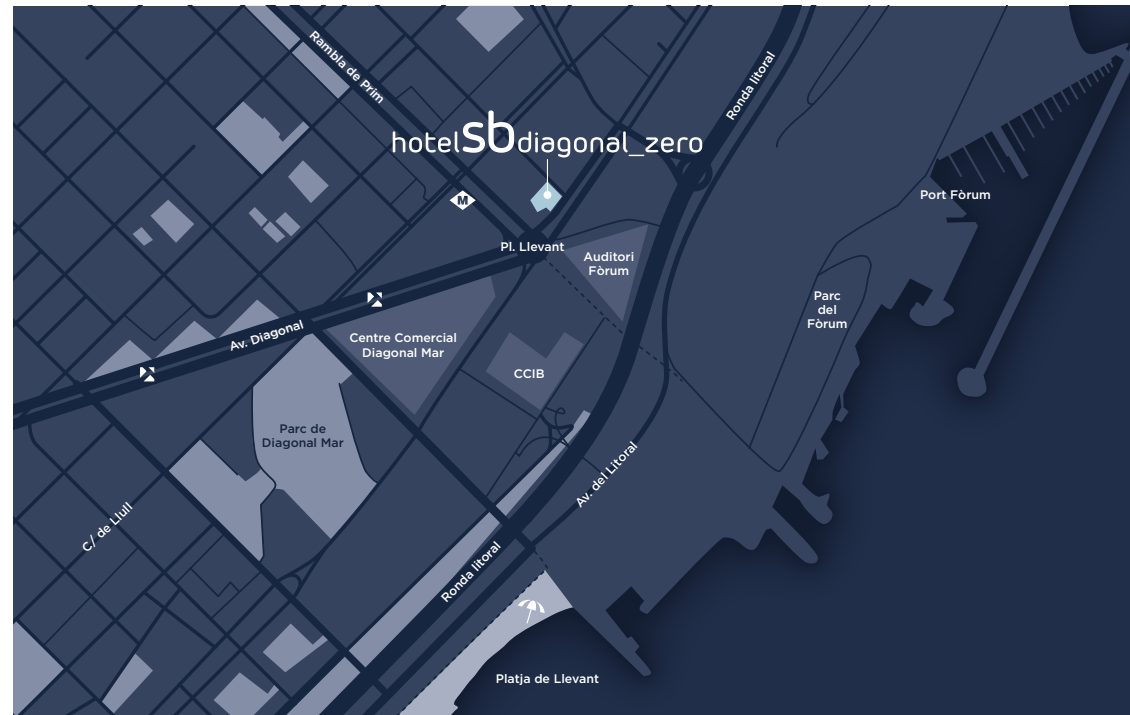 Rambla de Prim
Ronda litoral
hotelsbdiagonal_zero
M
Port Fòrum
Pl. Llevant
Auditori
Fòrum
Parc
del
Fòrum
Av. Diagonal
Centre Comercial
Diagonal Mar
CCIB
Parc de
Diagonal Mar
Av. del Litoral
C/ de Llull
Ronda litoral
Platja de Llevant